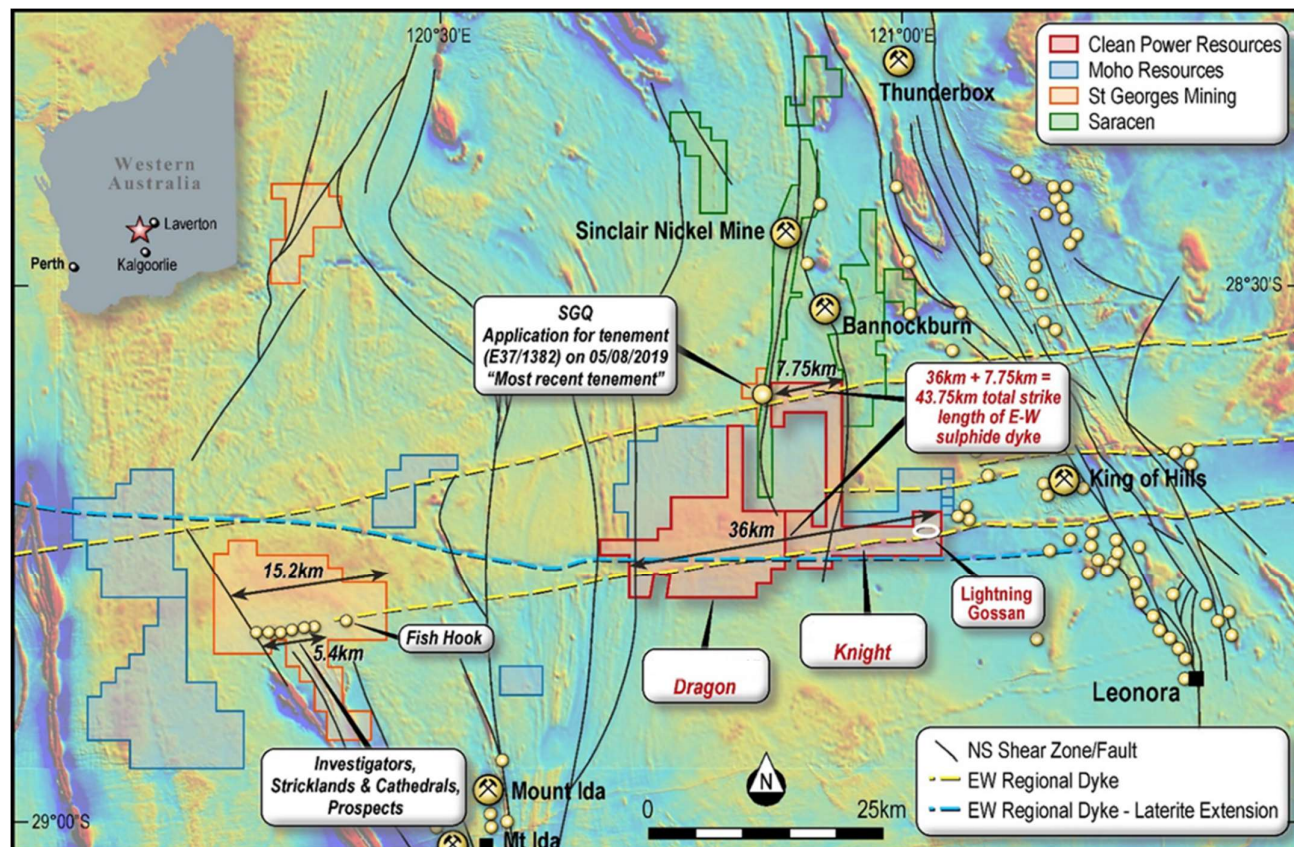 120°30'E
121°00'E
Clean Power Resources
Moho Resources
St Georges Mining
Saracen
Thunderbox
Western
Australia
Laverton
Perth
Kalgoorlie
Sinclair Nickel Mine
28°30'S
SGQ
Application for tenement
(E37/1382) on 05/08/2019
“Most recent tenement”
Bannockburn
7.75km
36km + 7.75km =
43.75km total strike
length of E-W
sulphide dyke
King of Hills
36km
15.2km
Fish Hook
5.4km
Lightning
Gossan
Knight
Dragon
Leonora
Investigators,
Stricklands & Cathedrals,
Prospects
Mount Ida
Mt Ida
N
0
25km
NS Shear Zone/Fault
EW Regional Dyke
EW Regional Dyke - Laterite Extension
29°00'S